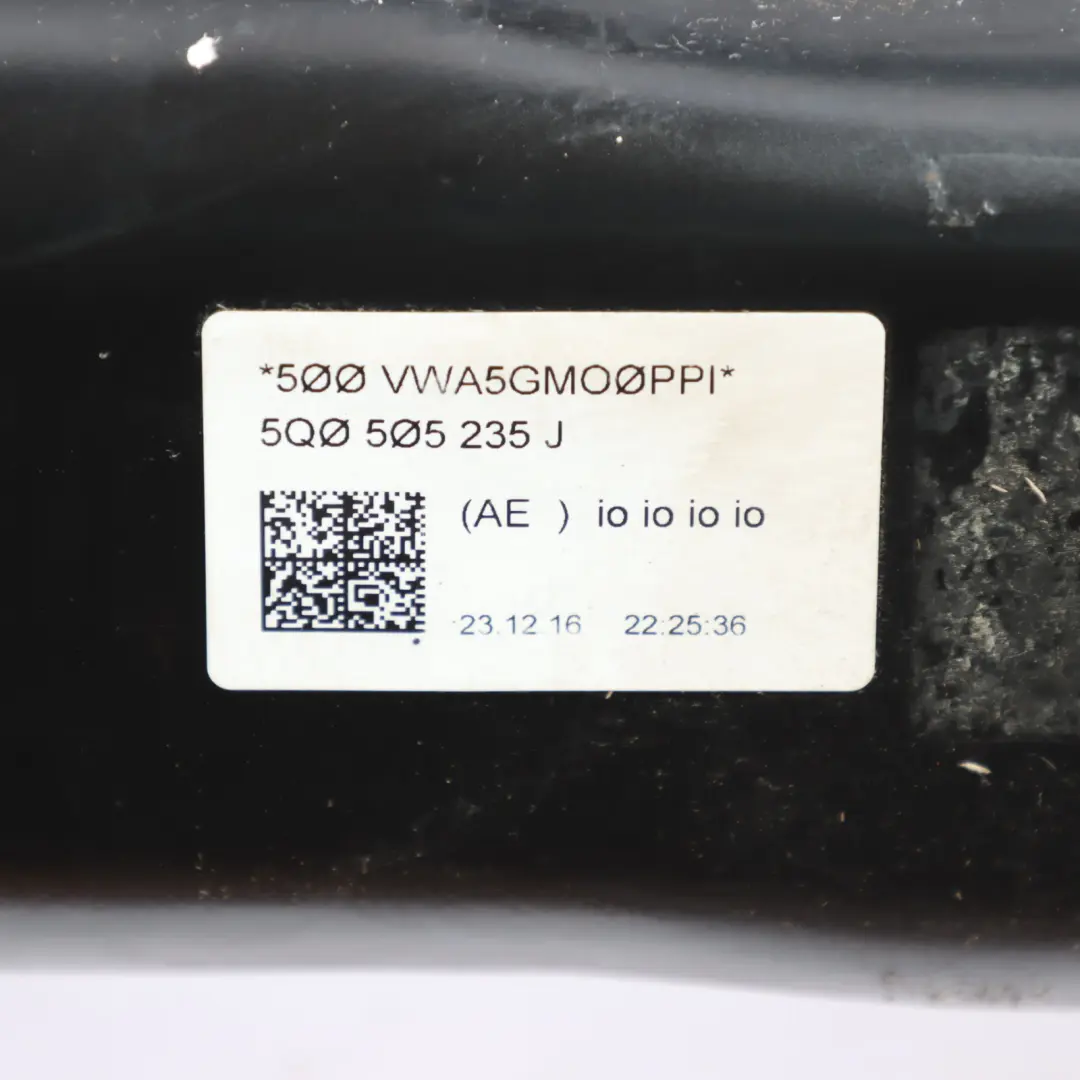 *5ØØ VWA5GMOØPPI*
5QØ 5Ø5 235 J
(AE ) io io io io
23.12.16 22:25:36